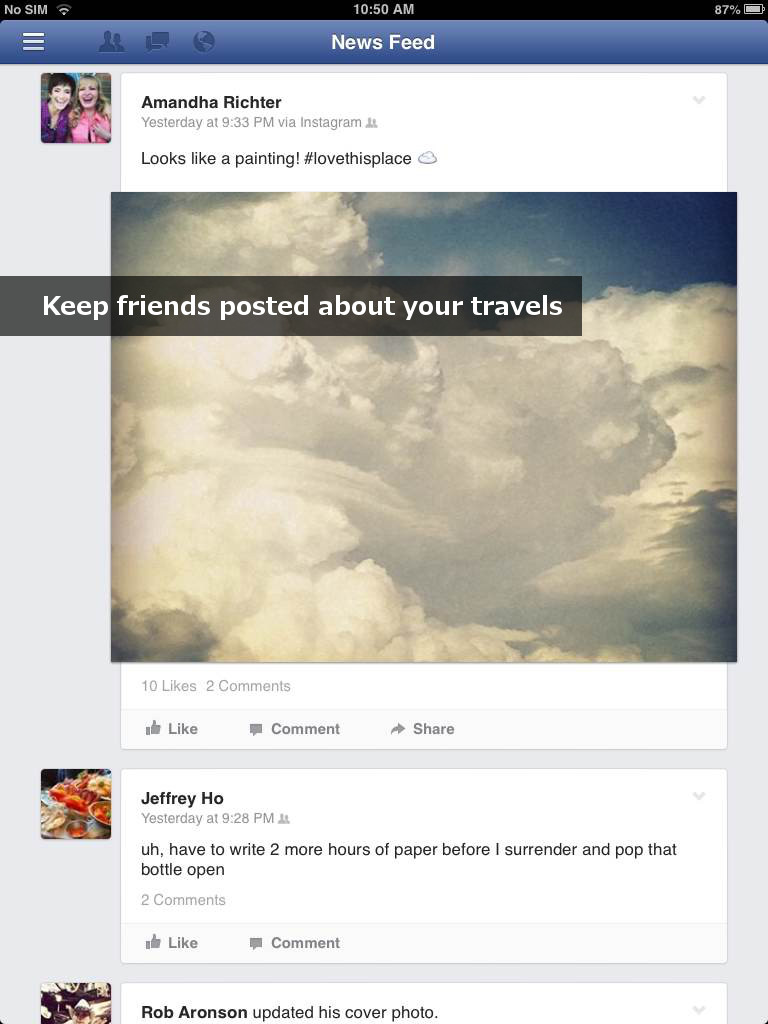 No SIM 10:50 AM 87%
News Feed
Amandha Richter
Yesterday at 9:33 PM via Instagram
Looks like a painting! #lovethisplace ☁️
Keep friends posted about your travels
10 Likes 2 Comments
Like Comment Share
Jeffrey Ho
Yesterday at 9:28 PM
uh, have to write 2 more hours of paper before I surrender and pop that
bottle open
2 Comments
Like Comment
Rob Aronson updated his cover photo.